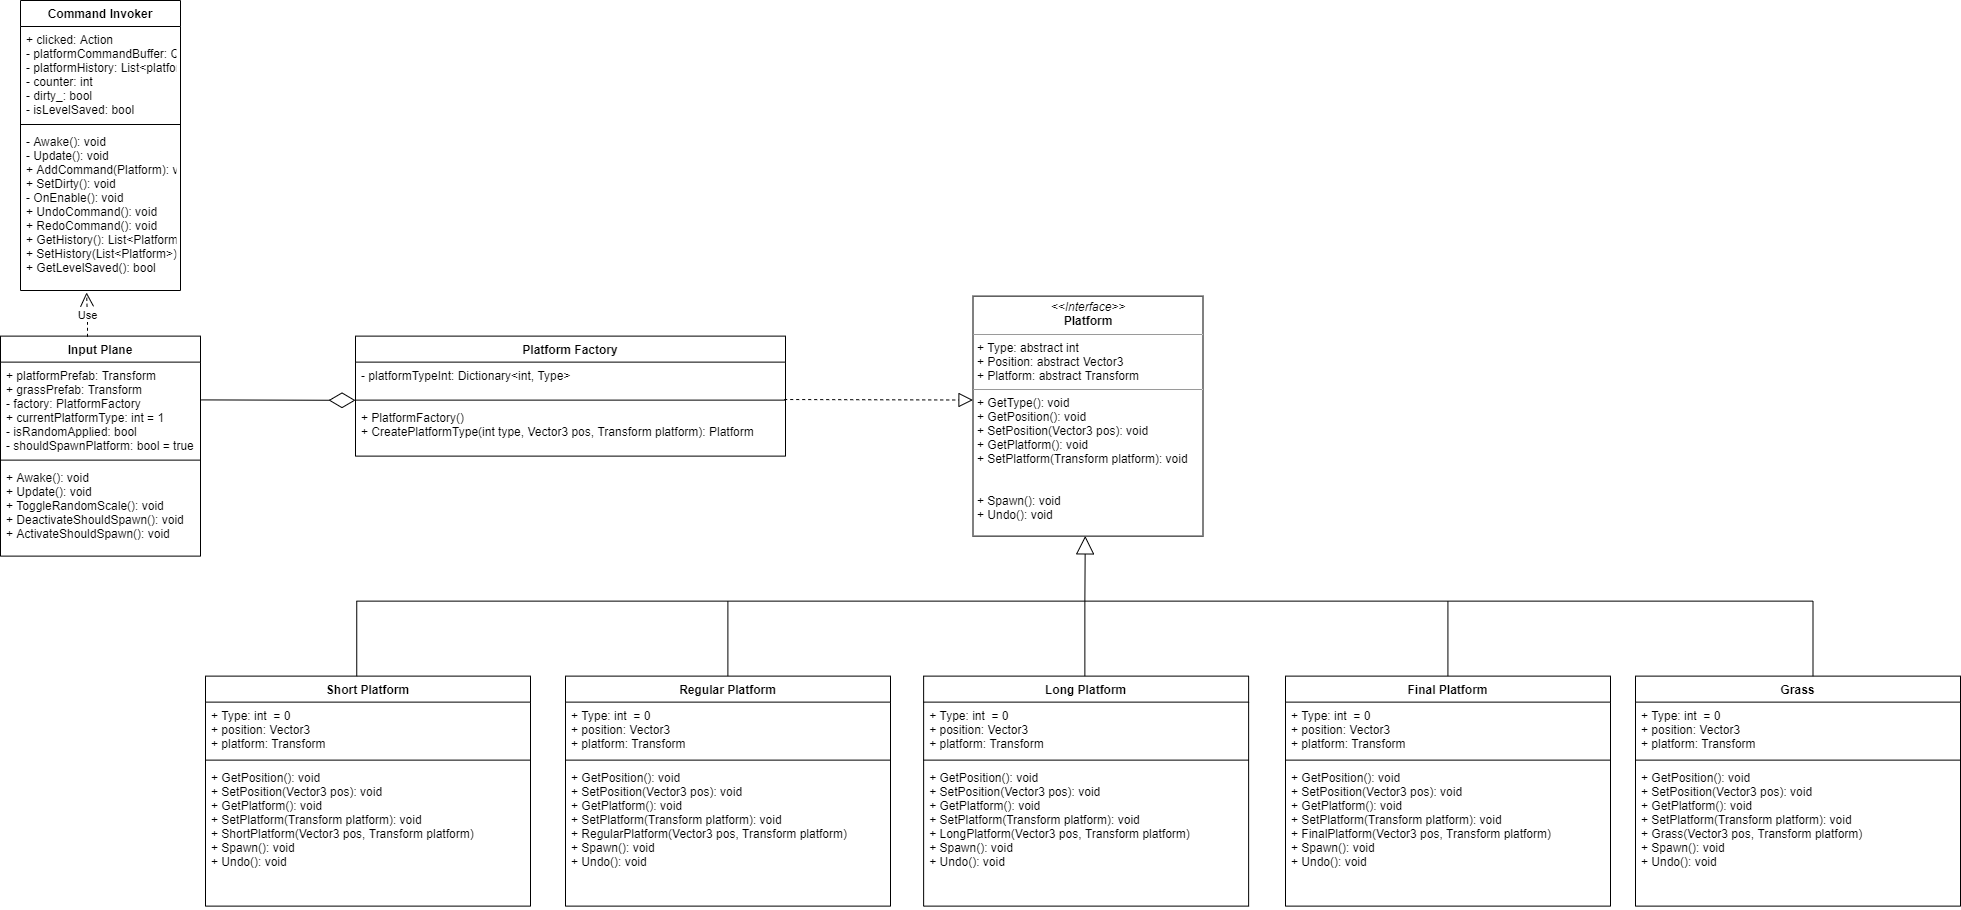 Command Invoker
+ clicked: Action
- platformCommandBuffer: C
- platformHistory: List<platfo
- counter: int
- dirty_: bool
- isLevelSaved: bool
- Awake(): void
- Update(): void
+ AddCommand(Platform): v
+ SetDirty(): void
- OnEnable(): void
+ UndoCommand(): void
+ RedoCommand(): void
+ GetHistory(): List<Platform
+ SetHistory(List<Platform>)
+ GetLevelSaved(): bool
Use
Input Plane
+ platformPrefab: Transform
+ grassPrefab: Transform
- factory: PlatformFactory
+ currentPlatformType: int = 1
- isRandomApplied: bool
- shouldSpawnPlatform: bool = true
+ Awake(): void
+ Update(): void
+ ToggleRandomScale(): void
+ DeactivateShouldSpawn(): void
+ ActivateShouldSpawn(): void
Platform Factory
- platformTypeInt: Dictionary<int, Type>
+ PlatformFactory()
+ CreatePlatformType(int type, Vector3 pos, Transform platform): Platform
<<Interface>>
Platform
+ Type: abstract int
+ Position: abstract Vector3
+ Platform: abstract Transform
+ GetType(): void
+ GetPosition(): void
+ SetPosition(Vector3 pos): void
+ GetPlatform(): void
+ SetPlatform(Transform platform): void
+ Spawn(): void
+ Undo(): void
Short Platform
+ Type: int = 0
+ position: Vector3
+ platform: Transform
+ GetPosition(): void
+ SetPosition(Vector3 pos): void
+ GetPlatform(): void
+ SetPlatform(Transform platform): void
+ ShortPlatform(Vector3 pos, Transform platform)
+ Spawn(): void
+ Undo(): void
Regular Platform
+ Type: int = 0
+ position: Vector3
+ platform: Transform
+ GetPosition(): void
+ SetPosition(Vector3 pos): void
+ GetPlatform(): void
+ SetPlatform(Transform platform): void
+ RegularPlatform(Vector3 pos, Transform platform)
+ Spawn(): void
+ Undo(): void
Long Platform
+ Type: int = 0
+ position: Vector3
+ platform: Transform
+ GetPosition(): void
+ SetPosition(Vector3 pos): void
+ GetPlatform(): void
+ SetPlatform(Transform platform): void
+ LongPlatform(Vector3 pos, Transform platform)
+ Spawn(): void
+ Undo(): void
Final Platform
+ Type: int = 0
+ position: Vector3
+ platform: Transform
+ GetPosition(): void
+ SetPosition(Vector3 pos): void
+ GetPlatform(): void
+ SetPlatform(Transform platform): void
+ FinalPlatform(Vector3 pos, Transform platform)
+ Spawn(): void
+ Undo(): void
Grass
+ Type: int = 0
+ position: Vector3
+ platform: Transform
+ GetPosition(): void
+ SetPosition(Vector3 pos): void
+ GetPlatform(): void
+ SetPlatform(Transform platform): void
+ Grass(Vector3 pos, Transform platform)
+ Spawn(): void
+ Undo(): void